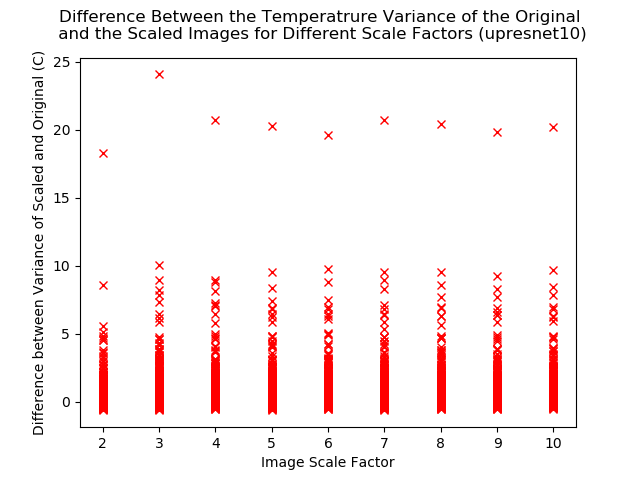 Difference Between the Temperatrure Variance of the Original
and the Scaled Images for Different Scale Factors (upresnet10)
Difference between Variance of Scaled and Original (C)
25
20
15
10
5
0
2 3 4 5 6 7 8 9 10
Image Scale Factor